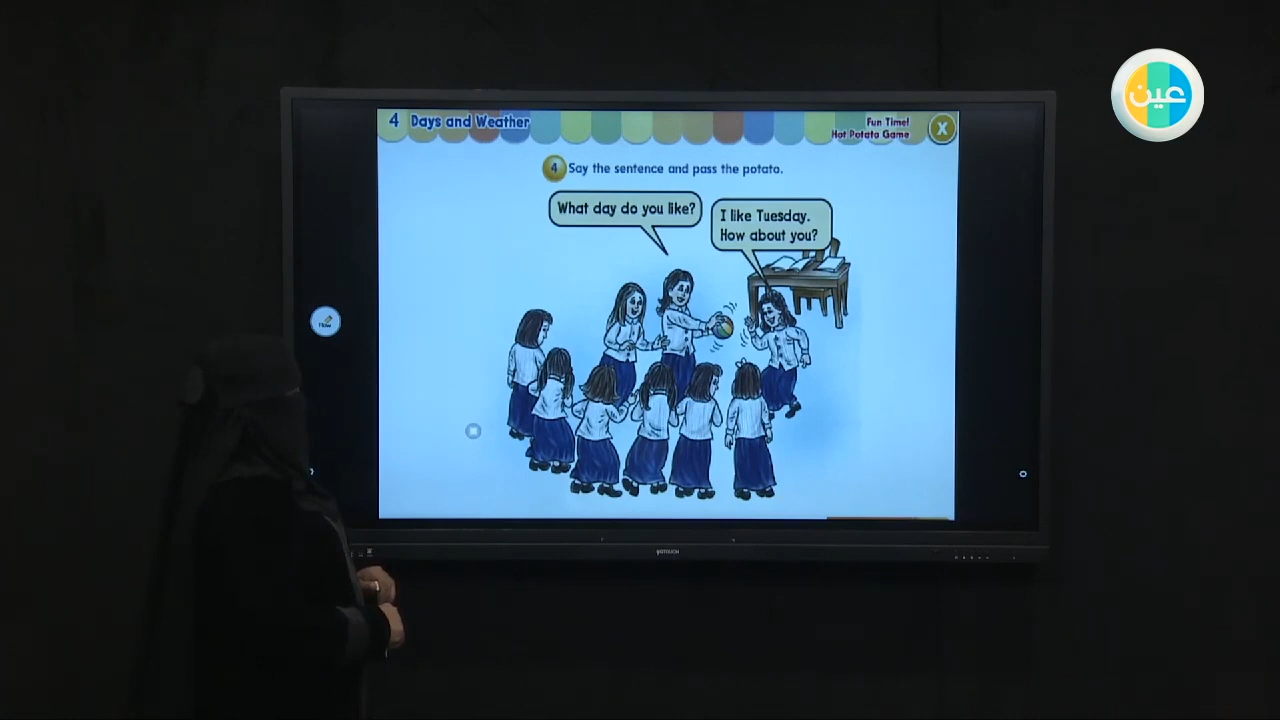 عين
4 Days and Weather
Fun Time!
Hot Potato Game
X
4 Say the sentence and pass the potato.
What day do you like?
I like Tuesday.
How about you?